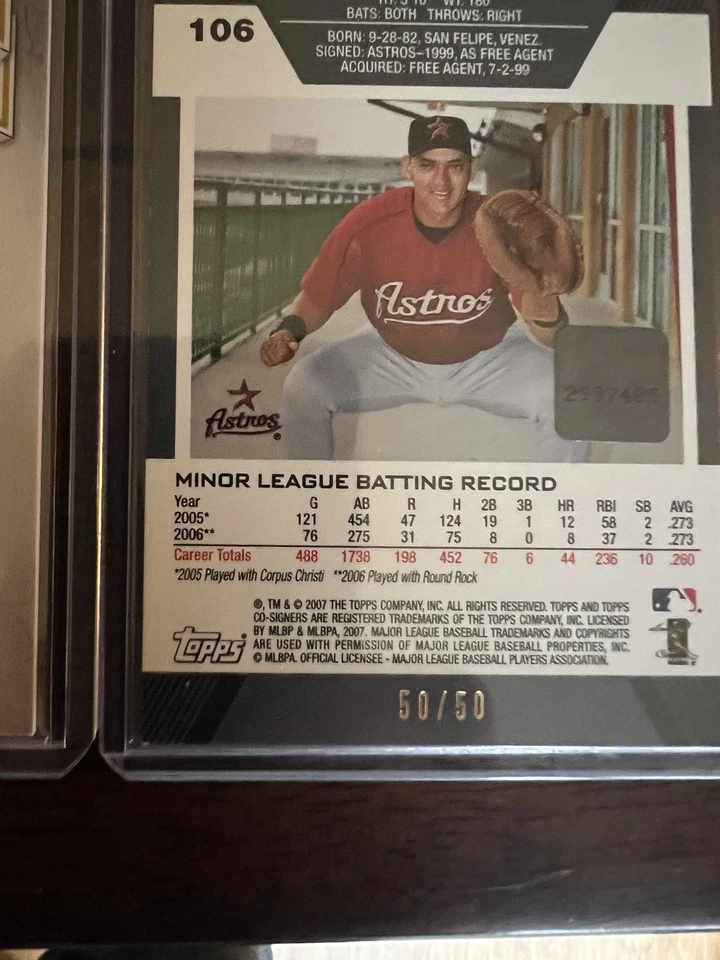 BATS: BOTH THROWS: RIGHT
106
BORN: 9-28-82, SAN FELIPE, VENEZ.
SIGNED: ASTROS-1999, AS FREE AGENT
ACQUIRED: FREE AGENT, 7-2-99
Astros
Astros
MINOR LEAGUE BATTING RECORD
Year G AB R H 2B 3B HR RBI SB AVG
2005* 121 454 47 124 19 1 12 58 2 .273
2006** 76 275 31 75 8 0 8 37 2 .273
Career Totals 488 1738 198 452 76 6 44 236 10 .260
*2005 Played with Corpus Christi **2006 Played with Round Rock
®, TM & © 2007 THE TOPPS COMPANY, INC. ALL RIGHTS RESERVED. TOPPS AND TOPPS
CO-SIGNERS ARE REGISTERED TRADEMARKS OF THE TOPPS COMPANY, INC. LICENSED
BY MLBP & MLBPA, 2007. MAJOR LEAGUE BASEBALL TRADEMARKS AND COPYRIGHTS
ARE USED WITH PERMISSION OF MAJOR LEAGUE BASEBALL PROPERTIES, INC.
© MLBPA. OFFICIAL LICENSEE - MAJOR LEAGUE BASEBALL PLAYERS ASSOCIATION.
Topps
50/50